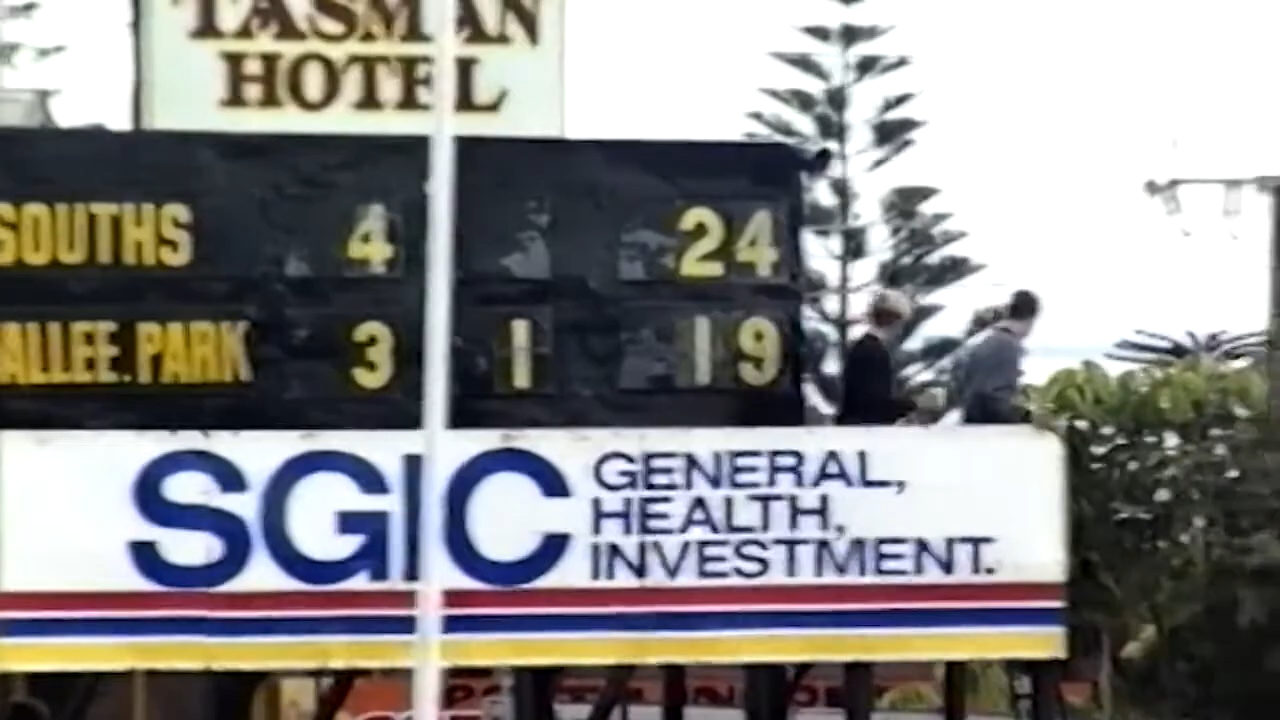 TASMAN
HOTEL
SOUTHS 4 24
ALLEE.PARK 3 1 19
SGIC GENERAL,
HEALTH,
INVESTMENT.